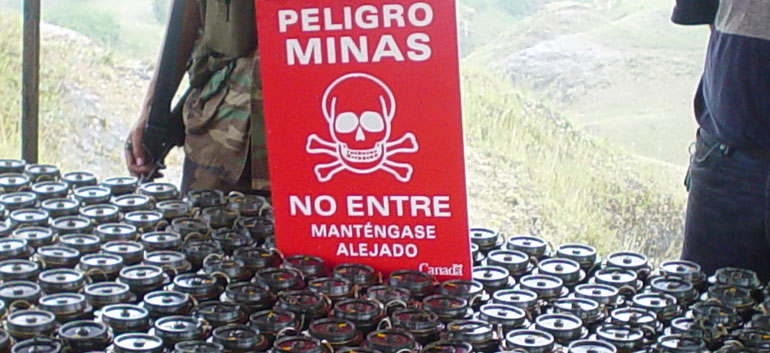 PELIGRO
MINAS
NO ENTRE
MANTÉNGASE
ALEJADO
Canada